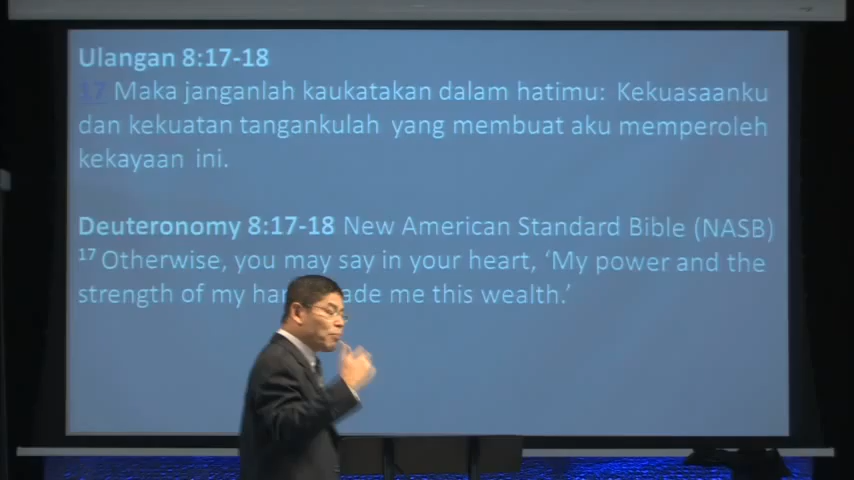 Ulangan 8:17-18
17 Maka janganlah kaukatakan dalam hatimu: Kekuasaanku
dan kekuatan tangankulah yang membuat aku memperoleh
kekayaan ini.
Deuteronomy 8:17-18 New American Standard Bible (NASB)
17 Otherwise, you may say in your heart, ‘My power and the
strength of my me this wealth.’